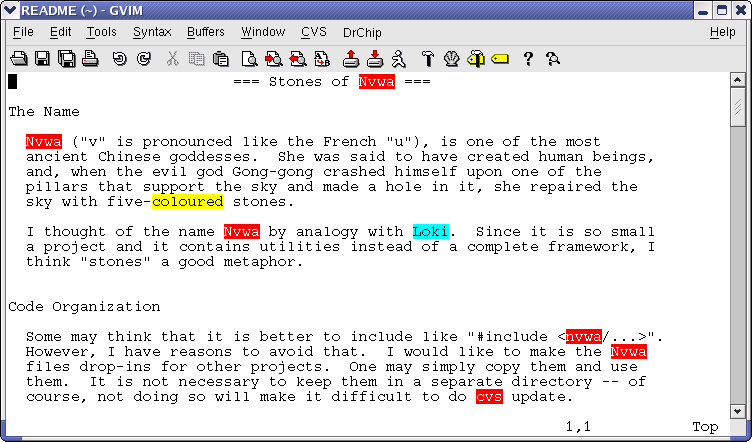 README (~) - GVIM
File Edit Tools Syntax Buffers Window CVS DrChip Help
=== Stones of Nvwa ===
The Name
Nvwa ("v" is pronounced like the French "u"), is one of the most
ancient Chinese goddesses.  She was said to have created human beings,
and, when the evil god Gong-gong crashed himself upon one of the
pillars that support the sky and made a hole in it, she repaired the
sky with five-coloured stones.
I thought of the name Nvwa by analogy with Loki.  Since it is so small
a project and it contains utilities instead of a complete framework, I
think "stones" a good metaphor.
Code Organization
Some may think that it is better to include like "#include <nvwa/...>".
However, I have reasons to avoid that.  I would like to make the Nvwa
files drop-ins for other projects.  One may simply copy them and use
them.  It is not necessary to keep them in a separate directory -- of
course, not doing so will make it difficult to do cvs update.
1,1 Top